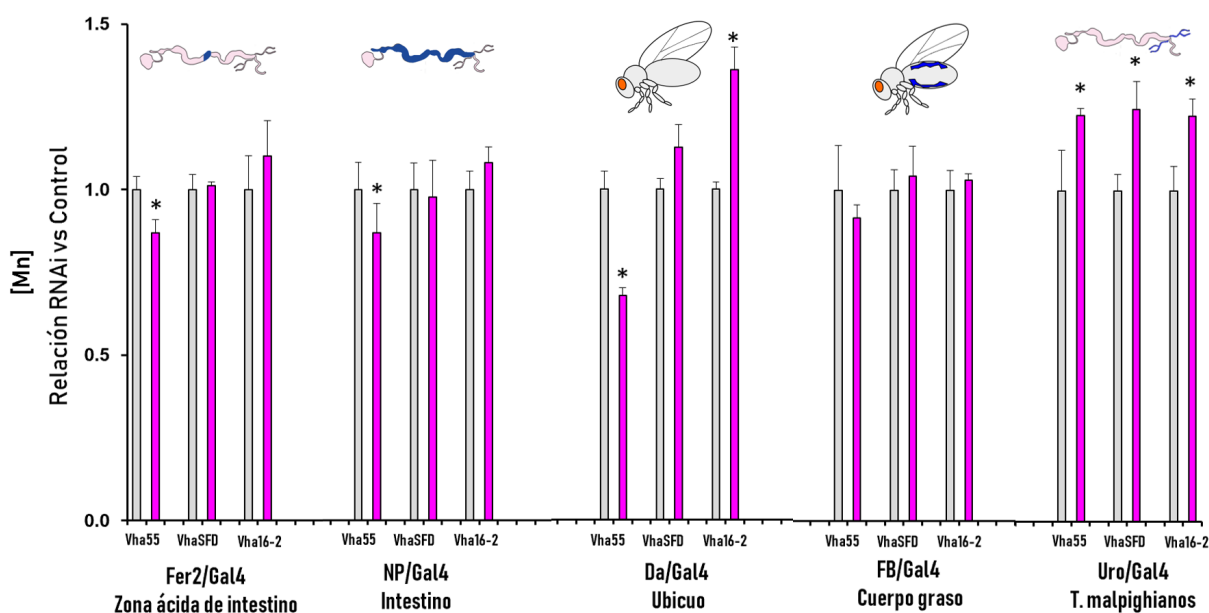 [Mn]
Relación RNAi vs Control
1.5
1.0
0.5
0.0
*
*
*
*
*
*
*
Vha55 VhaSFD Vha16-2
Fer2/Gal4
Zona ácida de intestino
Vha55 VhaSFD Vha16-2
NP/Gal4
Intestino
Vha55 VhaSFD Vha16-2
Da/Gal4
Ubicuo
Vha55 VhaSFD Vha16-2
FB/Gal4
Cuerpo graso
Vha55 VhaSFD Vha16-2
Uro/Gal4
T. malpighianos